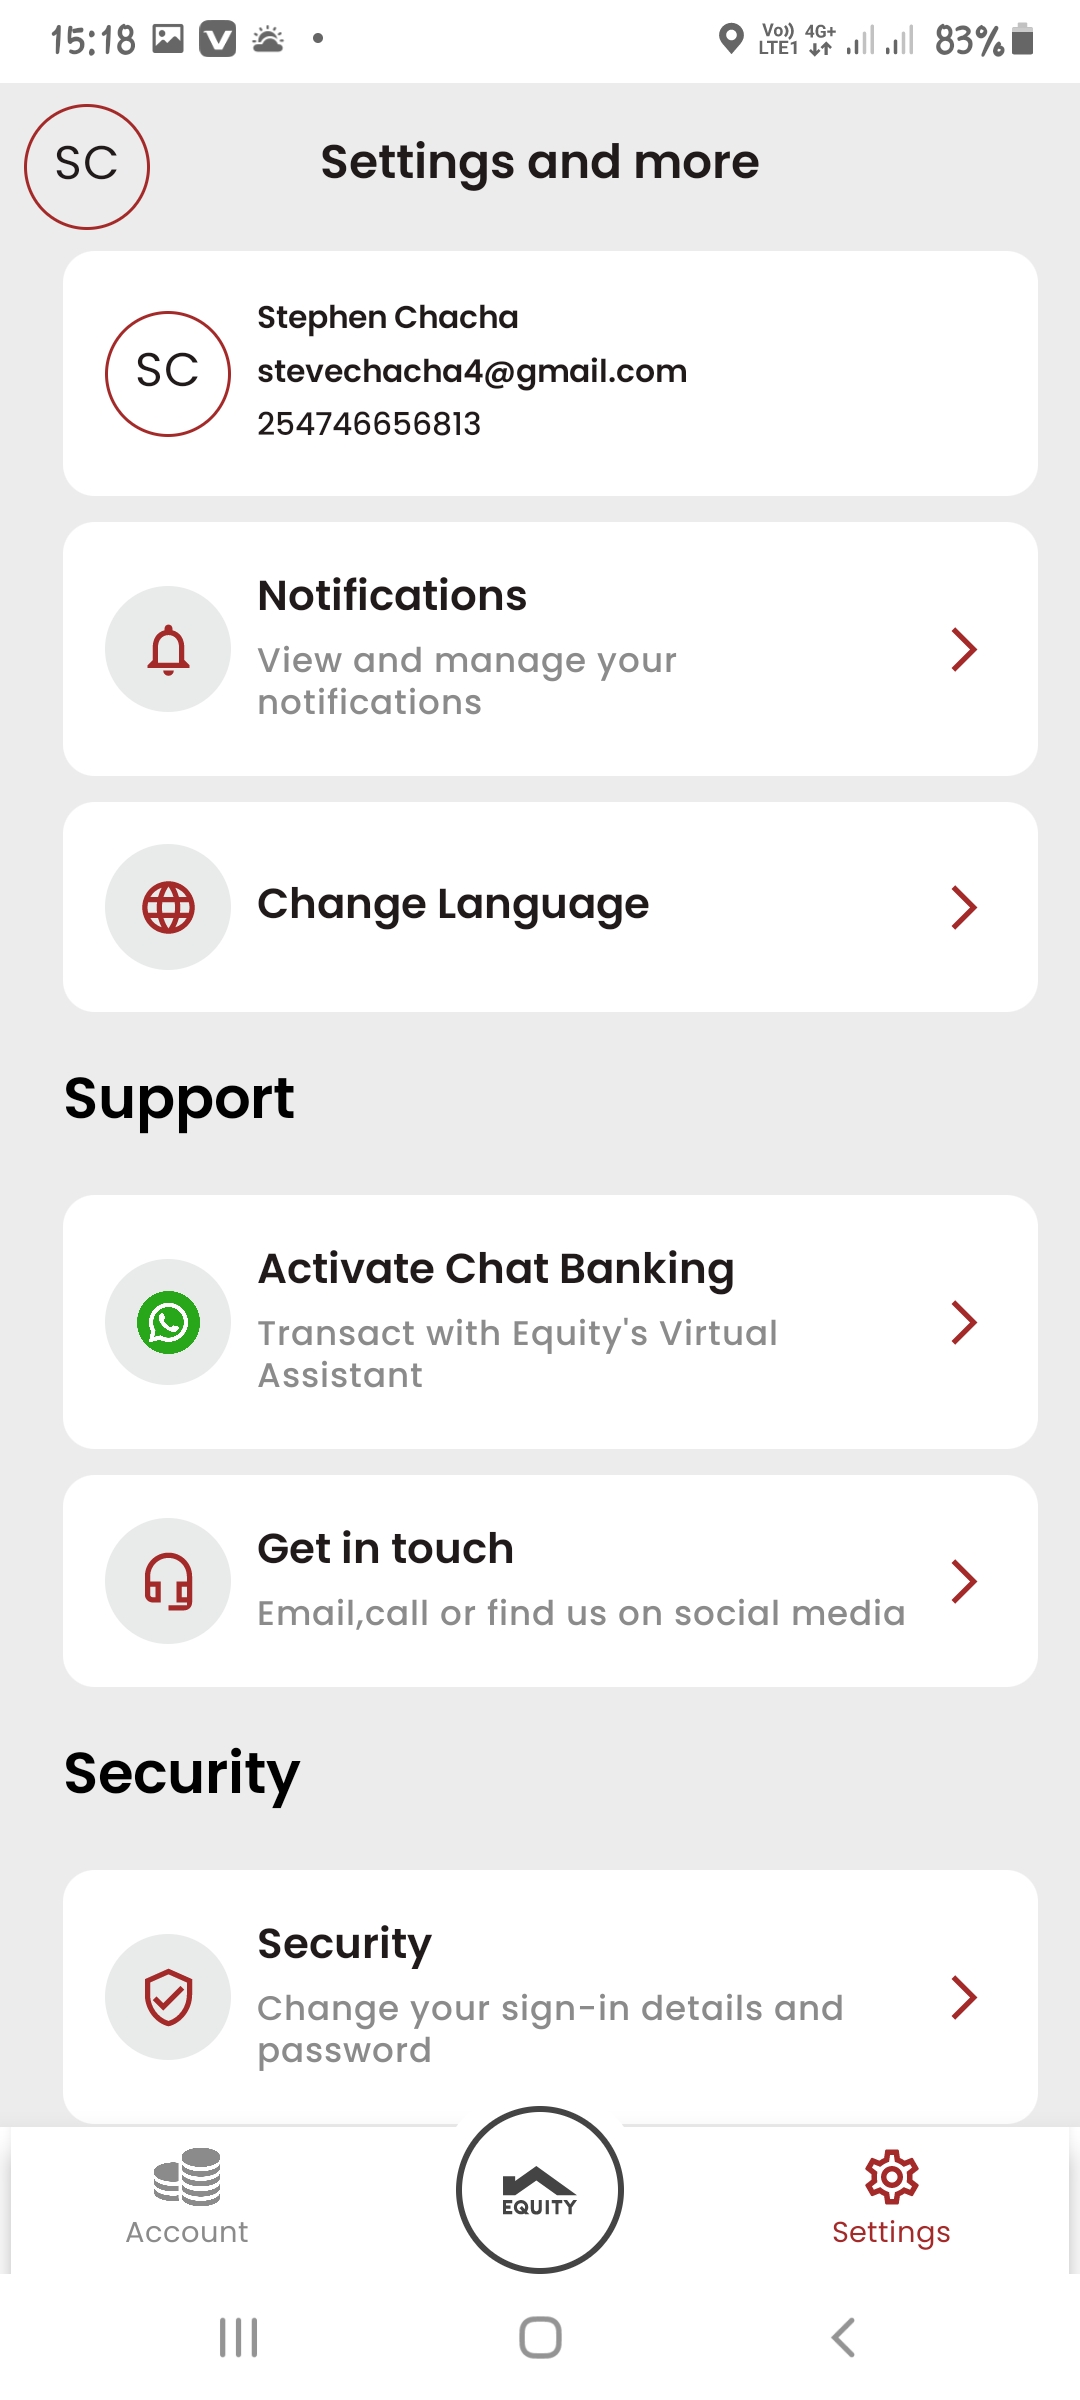 15:18
Vo)) LTE1 4G+ 83%
SC
Settings and more
SC
Stephen Chacha
stevechacha4@gmail.com
254746656813
Notifications
View and manage your
notifications
Change Language
Support
Activate Chat Banking
Transact with Equity's Virtual
Assistant
Get in touch
Email,call or find us on social media
Security
Security
Change your sign-in details and
password
EQUITY
Account
Settings